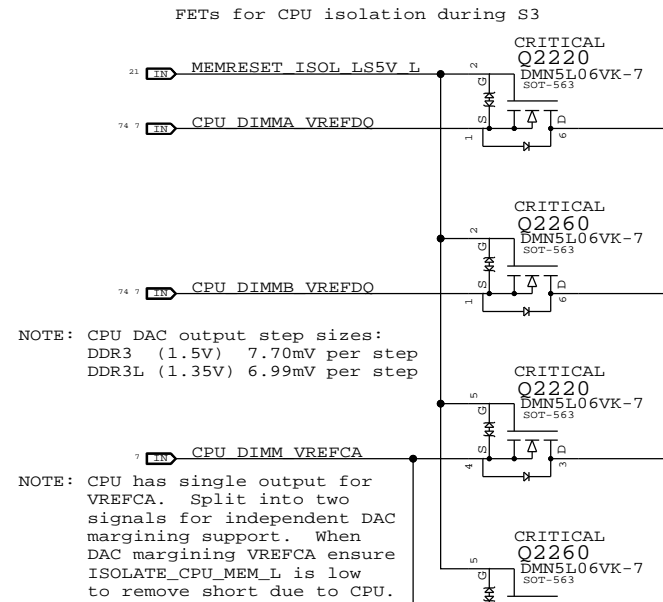 FETs for CPU isolation during S3
CRITICAL
Q2220
DMN5L06VK-7
SOT-563
21 IN MEMRESET_ISOL_LS5V_L
2
G
S
D
1
6
74 7 IN CPU_DIMMA_VREFDQ
CRITICAL
Q2260
DMN5L06VK-7
SOT-563
2
G
S
D
1
6
74 7 IN CPU_DIMMB_VREFDQ
NOTE: CPU DAC output step sizes:
DDR3 (1.5V) 7.70mV per step
DDR3L (1.35V) 6.99mV per step
CRITICAL
Q2220
DMN5L06VK-7
SOT-563
5
G
S
D
4
3
7 IN CPU_DIMM_VREFCA
NOTE: CPU has single output for
VREFCA. Split into two
signals for independent DAC
margining support. When
DAC margining VREFCA ensure
ISOLATE_CPU_MEM_L is low
to remove short due to CPU.
CRITICAL
Q2260
DMN5L06VK-7
SOT-563
5
G